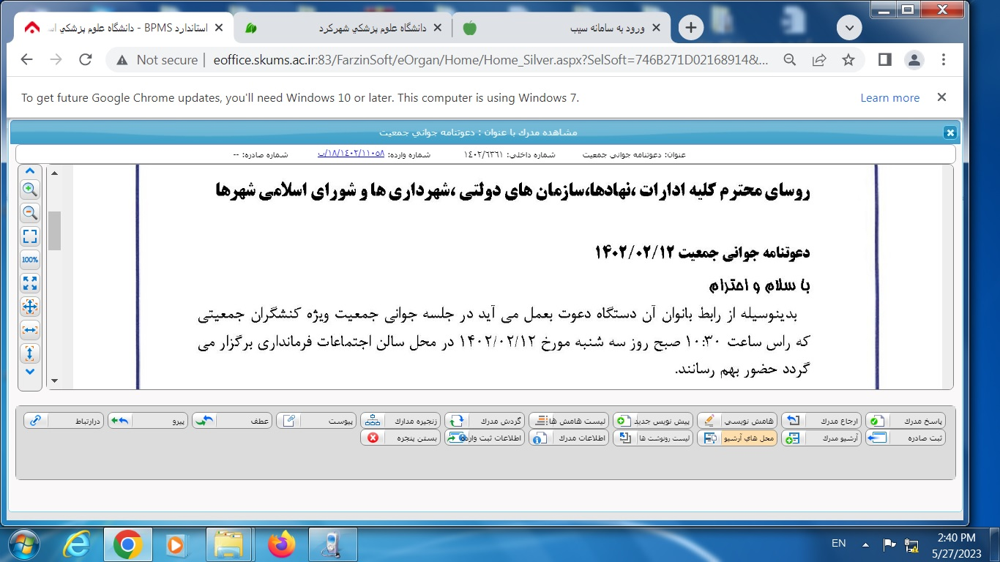 استاندارد BPMS - دانشگاه علوم پزشكي
دانشگاه علوم پزشكي شهركرد
ورود به سامانه سیب
Not secure
eoffice.skums.ac.ir:83/FarzinSoft/eOrgan/Home/Home_Silver.aspx?SelSoft=746B271D02168914&...
To get future Google Chrome updates, you'll need Windows 10 or later. This computer is using Windows 7.
Learn more
مشاهده مدرك با عنوان : دعوتنامه جواني جمعيت
عنوان: دعوتنامه جواني جمعيت شماره داخلي: ١٤٠٢/٦٣٦١ شماره وارده: ١٨/١٤٠٢/١١٠٥٨/ب شماره صادره: --
100%
روسای محترم کلیه ادارات ،نهادها،سازمان های دولتی ،شهرداری ها و شورای اسلامی شهرها
دعوتنامه جوانی جمعیت ۱۴۰۲/۰۲/۱۲
با سلام و احترام
بدینوسیله از رابط بانوان آن دستگاه دعوت بعمل می آید در جلسه جوانی جمعیت ویژه کنشگران جمعیتی
که راس ساعت ۱۰:۳۰ صبح روز سه شنبه مورخ ۱۴۰۲/۰۲/۱۲ در محل سالن اجتماعات فرمانداری برگزار می
گردد حضور بهم رسانند.
پاسخ مدرك
ارجاع مدرك
هامش نويسي
پيش نويس جديد
ليست هامش ها
گردش مدرك
زنجيره مدارك
پيوست
عطف
پيرو
درارتباط
ثبت صادره
آرشيو مدرك
محل هاي آرشيو
ليست رونوشت ها
اطلاعات مدرك
اطلاعات ثبت وارده
بستن پنجره
EN
2:40 PM
5/27/2023